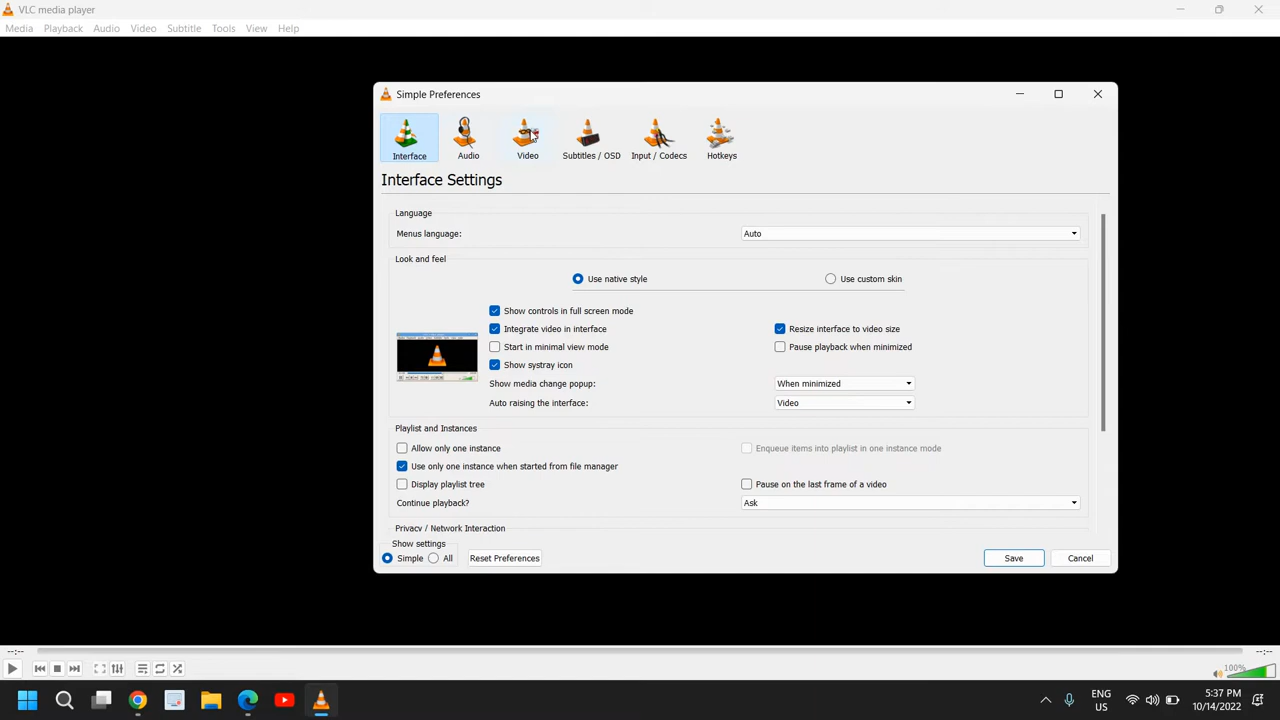 VLC media player
Media Playback Audio Video Subtitle Tools View Help
Simple Preferences
Interface Audio Video Subtitles / OSD Input / Codecs Hotkeys
Interface Settings
Language
Menus language: Auto
Look and feel
Use native style Use custom skin
Show controls in full screen mode
Integrate video in interface Resize interface to video size
Start in minimal view mode Pause playback when minimized
Show systray icon
Show media change popup: When minimized
Auto raising the interface: Video
Playlist and Instances
Allow only one instance Enqueue items into playlist in one instance mode
Use only one instance when started from file manager
Display playlist tree Pause on the last frame of a video
Continue playback? Ask
Privacy / Network Interaction
Show settings
Simple All Reset Preferences Save Cancel
--:-- --:--
100%
ENG 5:37 PM
US 10/14/2022